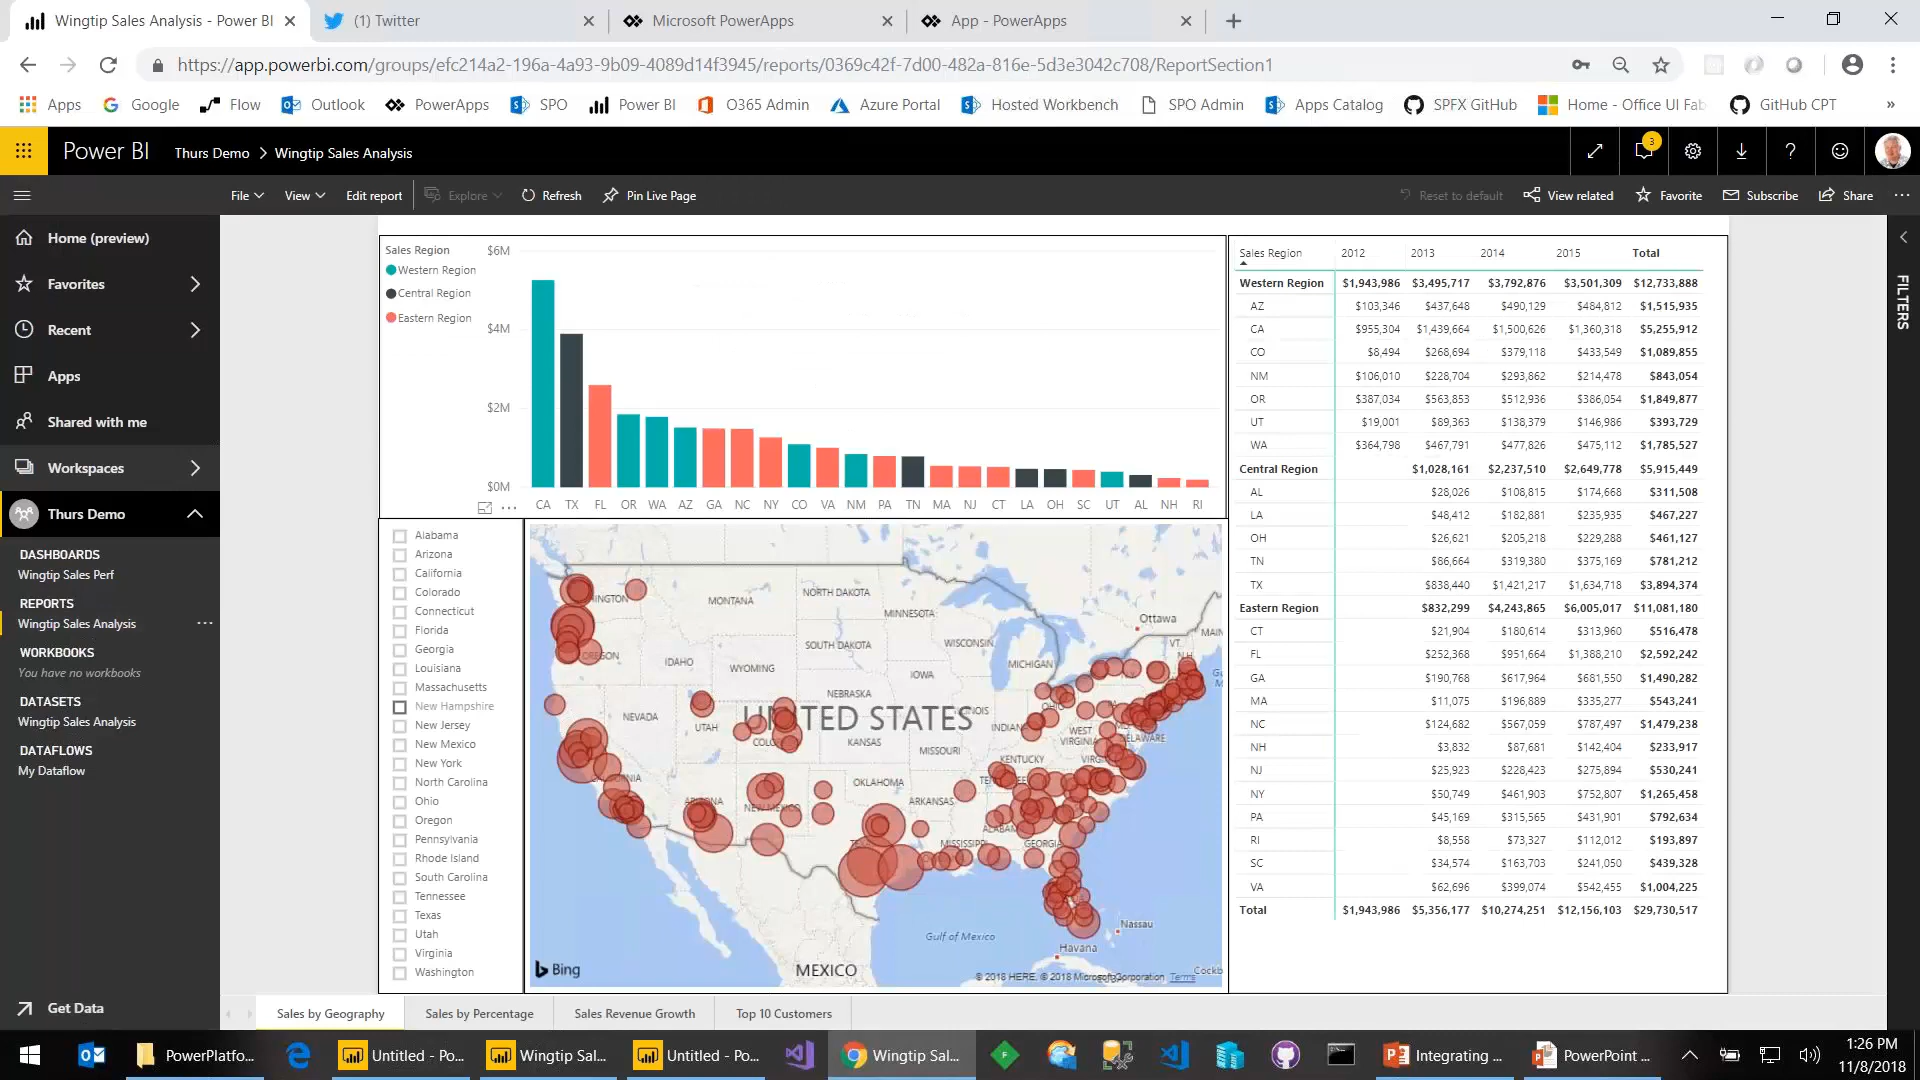 Wingtip Sales Analysis - Power BI
(1) Twitter
Microsoft PowerApps
App - PowerApps
https://app.powerbi.com/groups/efc214a2-196a-4a93-9b09-4089d14f3945/reports/0369c42f-7d00-482a-816e-5d3e3042c708/ReportSection1
Apps Google Flow Outlook PowerApps SPO Power BI O365 Admin Azure Portal Hosted Workbench SPO Admin Apps Catalog SPFX GitHub Home - Office UI Fab GitHub CPT »
Power BI Thurs Demo > Wingtip Sales Analysis 3 ?
File View Edit report Explore Refresh Pin Live Page Reset to default View related Favorite Subscribe Share
Home (preview)
Favorites
Recent
Apps
Shared with me
Workspaces
Thurs Demo
DASHBOARDS
Wingtip Sales Perf
REPORTS
Wingtip Sales Analysis
WORKBOOKS
You have no workbooks
DATASETS
Wingtip Sales Analysis
DATAFLOWS
My Dataflow
Get Data
Sales Region
Western Region
Central Region
Eastern Region
$6M
$4M
$2M
$0M
CA TX FL OR WA AZ GA NC NY CO VA NM PA TN MA NJ CT LA OH SC UT AL NH RI
Alabama
Arizona
California
Colorado
Connecticut
Florida
Georgia
Louisiana
Massachusetts
New Hampshire
New Jersey
New Mexico
New York
North Carolina
Ohio
Oregon
Pennsylvania
Rhode Island
South Carolina
Tennessee
Texas
Utah
Virginia
Washington
MONTANA
NORTH DAKOTA
MINNESOTA
Ottawa
SOUTH DAKOTA
WISCONSIN
VT.
N.H.
IDAHO
WYOMING
MICHIGAN
IOWA
NEBRASKA
NEVADA
UTAH
UNITED STATES
KANSAS
MISSOURI
WEST
VIRGINIA
DELAWARE
KENTUCKY
OKLAHOMA
ARKANSAS
NEW MEXICO
ARIZONA
MISSISSIPPI
GEORGIA
Gulf of Mexico
Nassau
Havana
MEXICO
Bing
© 2018 HERE, © 2018 Microsoft Corporation Terms
Sales Region 2012 2013 2014 2015 Total
Western Region $1,943,986 $3,495,717 $3,792,876 $3,501,309 $12,733,888
AZ $103,346 $437,648 $490,129 $484,812 $1,515,935
CA $955,304 $1,439,664 $1,500,626 $1,360,318 $5,255,912
CO $8,494 $268,694 $379,118 $433,549 $1,089,855
NM $106,010 $228,704 $293,862 $214,478 $843,054
OR $387,034 $563,853 $512,936 $386,054 $1,849,877
UT $19,001 $89,363 $138,379 $146,986 $393,729
WA $364,798 $467,791 $477,826 $475,112 $1,785,527
Central Region $1,028,161 $2,237,510 $2,649,778 $5,915,449
AL $28,026 $108,815 $174,668 $311,508
LA $48,412 $182,881 $235,935 $467,227
OH $26,621 $205,218 $229,288 $461,127
TN $86,664 $319,380 $375,169 $781,212
TX $838,440 $1,421,217 $1,634,718 $3,894,374
Eastern Region $832,299 $4,243,865 $6,005,017 $11,081,180
CT $21,904 $180,614 $313,960 $516,478
FL $252,368 $951,664 $1,388,210 $2,592,242
GA $190,768 $617,964 $681,550 $1,490,282
MA $11,075 $196,889 $335,277 $543,241
NC $124,682 $567,059 $787,497 $1,479,238
NH $3,832 $87,681 $142,404 $233,917
NJ $25,923 $228,423 $275,894 $530,241
NY $50,749 $461,903 $752,807 $1,265,458
PA $45,169 $315,565 $431,901 $792,634
RI $8,558 $73,327 $112,012 $193,897
SC $34,574 $163,703 $241,050 $439,328
VA $62,696 $399,074 $542,455 $1,004,225
Total $1,943,986 $5,356,177 $10,274,251 $12,156,103 $29,730,517
FILTERS
Sales by Geography Sales by Percentage Sales Revenue Growth Top 10 Customers
PowerPlatfo... Untitled - Po... Wingtip Sal... Untitled - Po... Wingtip Sal... Integrating ... PowerPoint ...
1:26 PM
11/8/2018